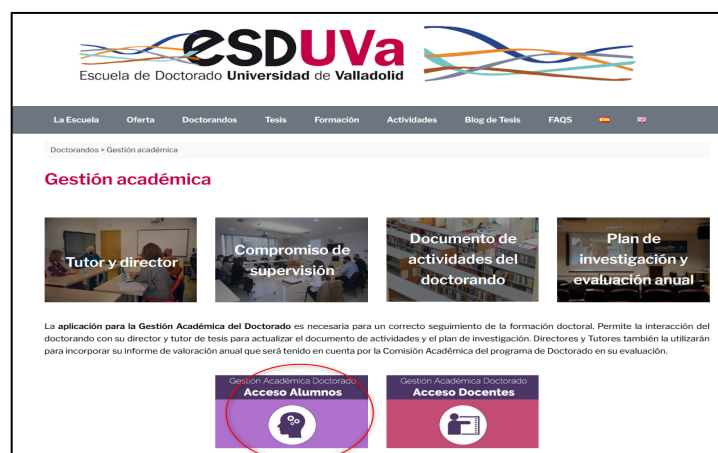 esDUVa
Escuela de Doctorado Universidad de Valladolid
La Escuela Oferta Doctorandos Tesis Formación Actividades Blog de Tesis FAQS
Doctorandos > Gestión académica
Gestión académica
Tutor y director
Compromiso de
supervisión
Documento de
actividades del
doctorando
Plan de
investigación y
evaluación anual
La aplicación para la Gestión Académica del Doctorado es necesaria para un correcto seguimiento de la formación doctoral. Permite la interacción del
doctorando con su director y tutor de tesis para actualizar el documento de actividades y el plan de investigación. Directores y Tutores también la utilizarán
para incorporar su informe de valoración anual que será tenido en cuenta por la Comisión Académica del programa de Doctorado en su evaluación.
Gestión Académica Doctorado
Acceso Alumnos
Gestión Académica Doctorado
Acceso Docentes